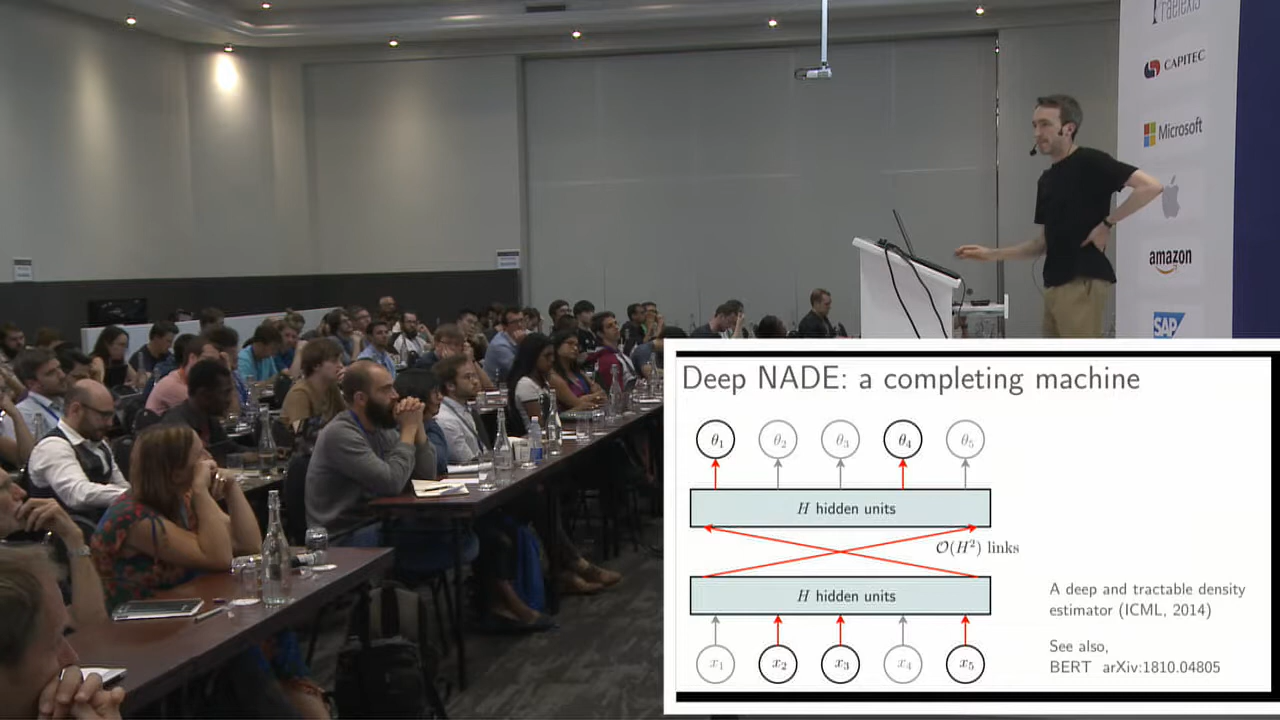 CAPITEC
Microsoft
amazon
SAP
Deep NADE: a completing machine
θ₁ θ₂ θ₃ θ₄ θ₅
H hidden units
O(H²) links
H hidden units
x₁ x₂ x₃ x₄ x₅
A deep and tractable density
estimator (ICML, 2014)
See also,
BERT arXiv:1810.04805